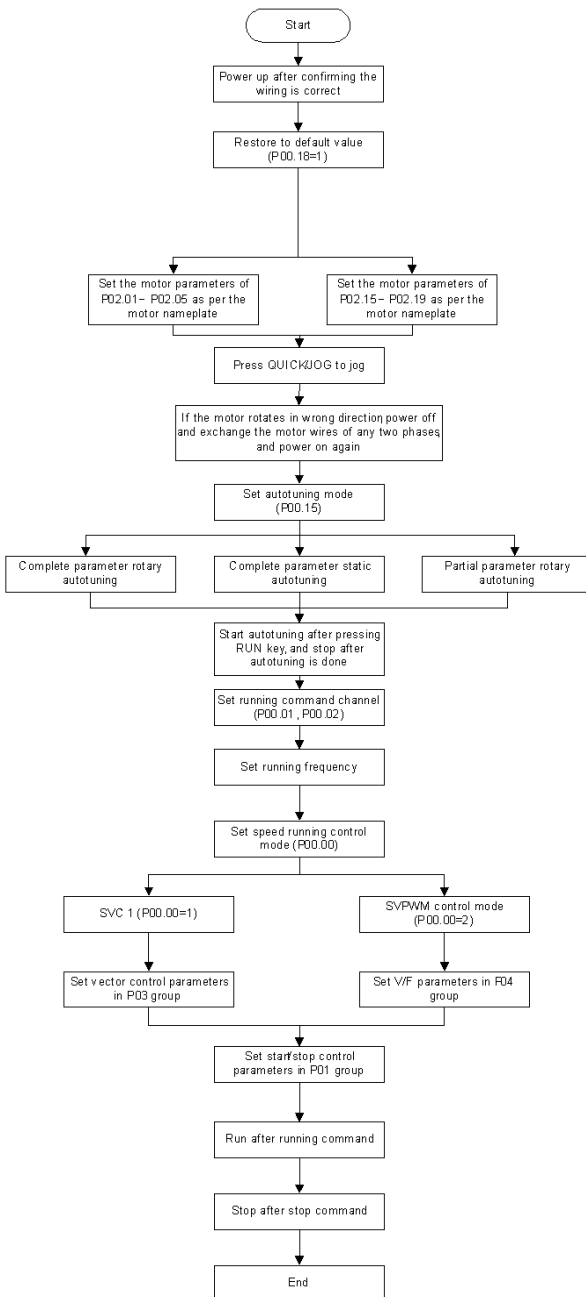 Start
Power up after confirming the
wiring is correct
Restore to default value
(P00.18=1)
Set the motor parameters of
P02.01– P02.05 as per the
motor nameplate
Set the motor parameters of
P02.15– P02.19 as per the
motor nameplate
Press QUICK/JOG to jog
If the motor rotates in wrong direction, power off
and exchange the motor wires of any two phases,
and power on again
Set autotuning mode
(P00.15)
Complete parameter rotary
autotuning
Complete parameter static
autotuning
Partial parameter rotary
autotuning
Start autotuning after pressing
RUN key, and stop after
autotuning is done
Set running command channel
(P00.01 , P00.02)
Set running frequency
Set speed running control
mode (P00.00)
SVC 1 (P00.00=1)
SVPWM control mode
(P00.00=2)
Set vector control parameters
in P03 group
Set V/F parameters in P04
group
Set start/stop control
parameters in P01 group
Run after running command
Stop after stop command
End